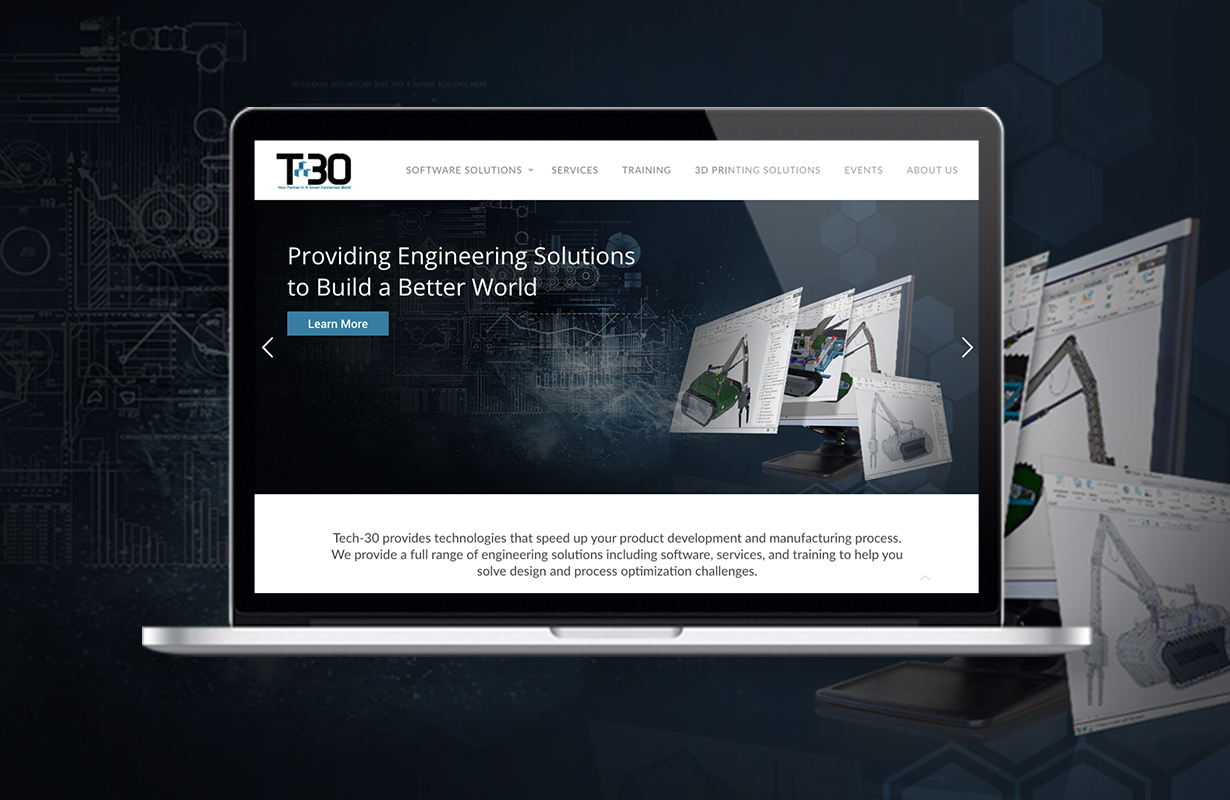 T-30
Your Partner In A Smart Connected World
SOFTWARE SOLUTIONS
SERVICES
TRAINING
3D PRINTING SOLUTIONS
EVENTS
ABOUT US
Providing Engineering Solutions
to Build a Better World
Learn More
Tech-30 provides technologies that speed up your product development and manufacturing process.
We provide a full range of engineering solutions including software, services, and training to help you
solve design and process optimization challenges.